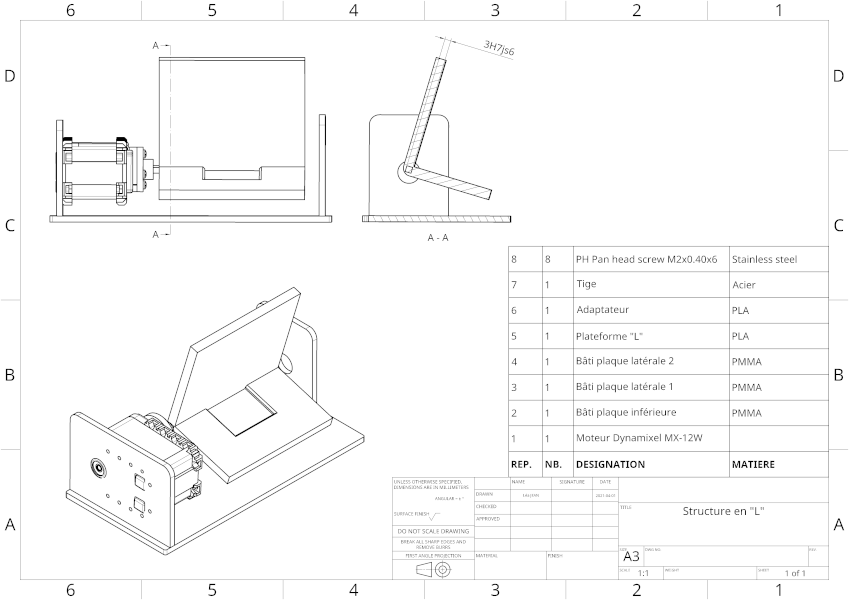 6 5 4 3 2 1
D D
A
3H7js6
C C
A
A - A
8 8 PH Pan head screw M2x0.40x6 Stainless steel
7 1 Tige Acier
6 1 Adaptateur PLA
5 1 Plateforme "L" PLA
B B
4 1 Bâti plaque latérale 2 PMMA
3 1 Bâti plaque latérale 1 PMMA
2 1 Bâti plaque inférieure PMMA
1 1 Moteur Dynamixel MX-12W
REP. NB. DESIGNATION MATIERE
UNLESS OTHERWISE SPECIFIED,
DIMENSIONS ARE IN MILLIMETERS
ANGULAR = ±
SURFACE FINISH
DO NOT SCALE DRAWING
BREAK ALL SHARP EDGES AND
REMOVE BURRS
FIRST ANGLE PROJECTION
NAME SIGNATURE DATE
DRAWN 2021-04-07
CHECKED
APPROVED
MATERIAL FINISH
TITLE
Structure en "L"
A A
SIZE
A3
DWG NO.
REV.
SCALE 1:1 WEIGHT SHEET 1 of 1
6 5 4 3 2 1